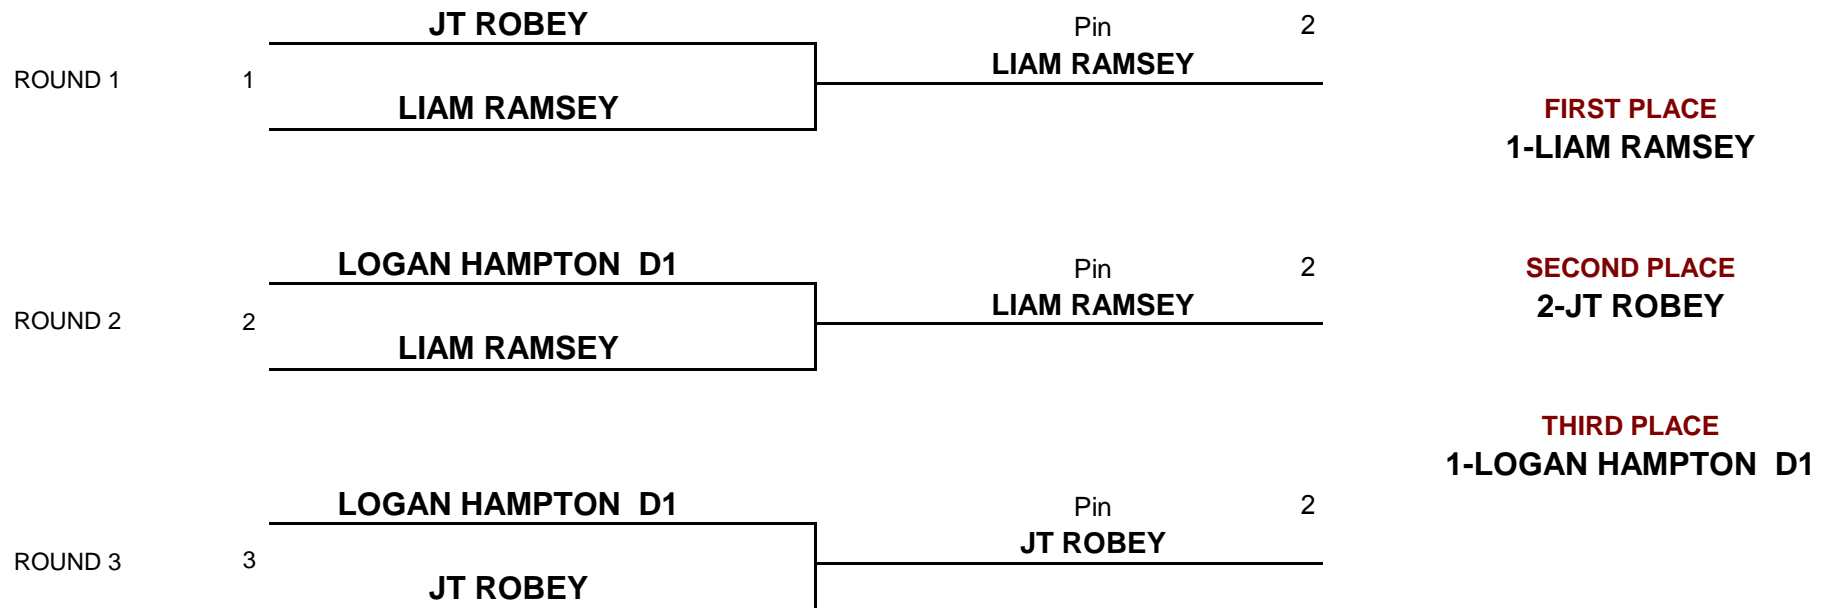 JT ROBEY
Pin 2
LIAM RAMSEY
ROUND 1 1
LIAM RAMSEY
FIRST PLACE
1-LIAM RAMSEY
LOGAN HAMPTON  D1
Pin 2
LIAM RAMSEY
ROUND 2 2
LIAM RAMSEY
SECOND PLACE
2-JT ROBEY
THIRD PLACE
1-LOGAN HAMPTON  D1
LOGAN HAMPTON  D1
Pin 2
JT ROBEY
ROUND 3 3
JT ROBEY